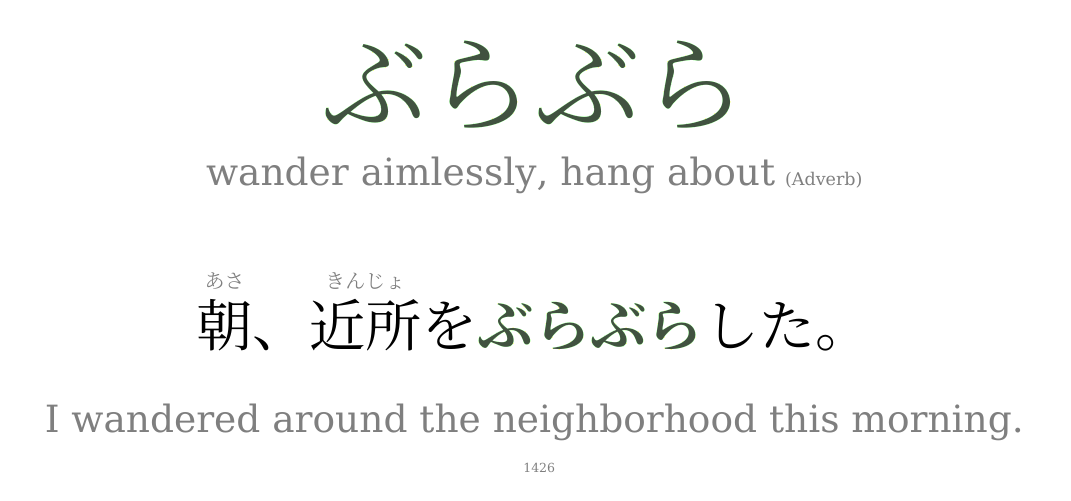 ぶらぶら
wander aimlessly, hang about (Adverb)
あさ きんじょ
朝、近所をぶらぶらした。
I wandered around the neighborhood this morning.
1426